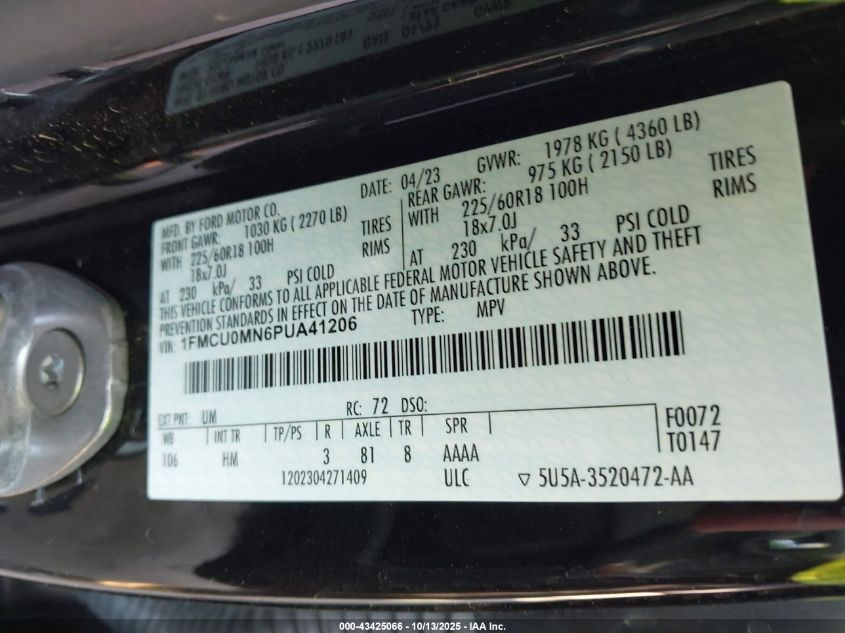 MFD. BY FORD MOTOR CO. DATE: 04/23 GVWR: 1978 KG ( 4360 LB)
FRONT GAWR: 1030 KG ( 2270 LB) REAR GAWR: 975 KG ( 2150 LB)
WITH 225/60R18 100H TIRES WITH 225/60R18 100H TIRES
18x7.0J RIMS 18x7.0J RIMS
AT 230 kPa/ 33 PSI COLD AT 230 kPa/ 33 PSI COLD
THIS VEHICLE CONFORMS TO ALL APPLICABLE FEDERAL MOTOR VEHICLE SAFETY AND THEFT
PREVENTION STANDARDS IN EFFECT ON THE DATE OF MANUFACTURE SHOWN ABOVE.
VIN: 1FMCU0MN6PUA41206 TYPE: MPV
EXT PNT: UM RC: 72 DSO: F0072
WB INT TR TP/PS R AXLE TR SPR T0147
106 HM 3 81 8 AAAA
1202304271409 ULC ▽ 5U5A-3520472-AA
000-43425066 - 10/13/2025 - IAA Inc.